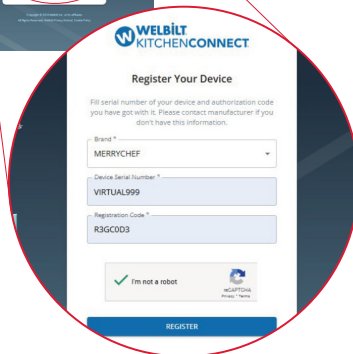 WELBILT
KITCHENCONNECT
Register Your Device
Fill serial number of your device and authorization code
you have got with it. Please contact manufacturer if you
don't have this information.
Brand *
MERRYCHEF
Device Serial Number *
VIRTUAL999
Registration Code *
R3GC0D3
I'm not a robot
reCAPTCHA
Privacy * Terms
REGISTER